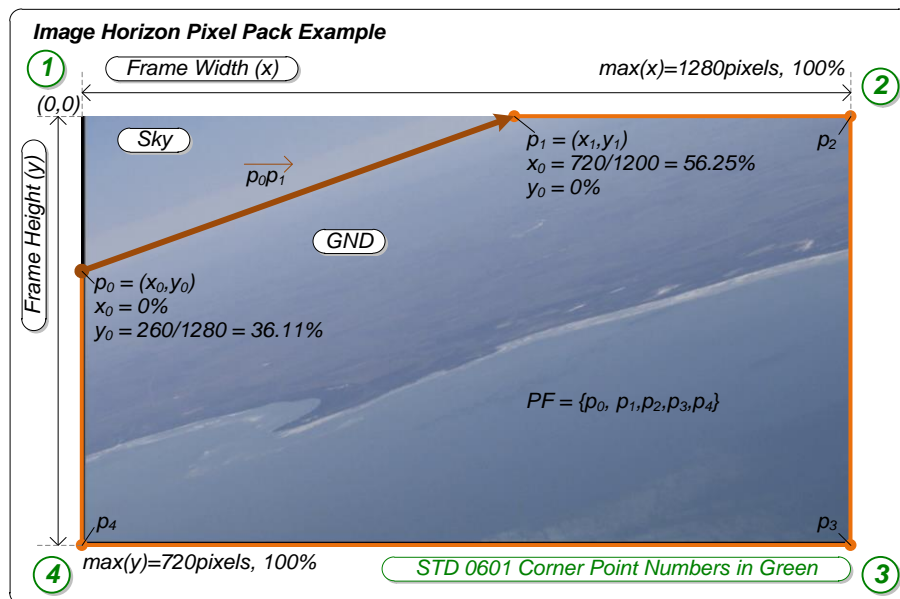 Image Horizon Pixel Pack Example
1
Frame Width (x)
max(x)=1280pixels, 100%
2
(0,0)
Sky
p₁ = (x₁,y₁)
x₀ = 720/1200 = 56.25%
y₀ = 0%
p₂
p₀p₁
GND
Frame Height (y)
p₀ = (x₀,y₀)
x₀ = 0%
y₀ = 260/1280 = 36.11%
PF = {p₀, p₁,p₂,p₃,p₄}
p₄
p₃
4
max(y)=720pixels, 100%
STD 0601 Corner Point Numbers in Green
3